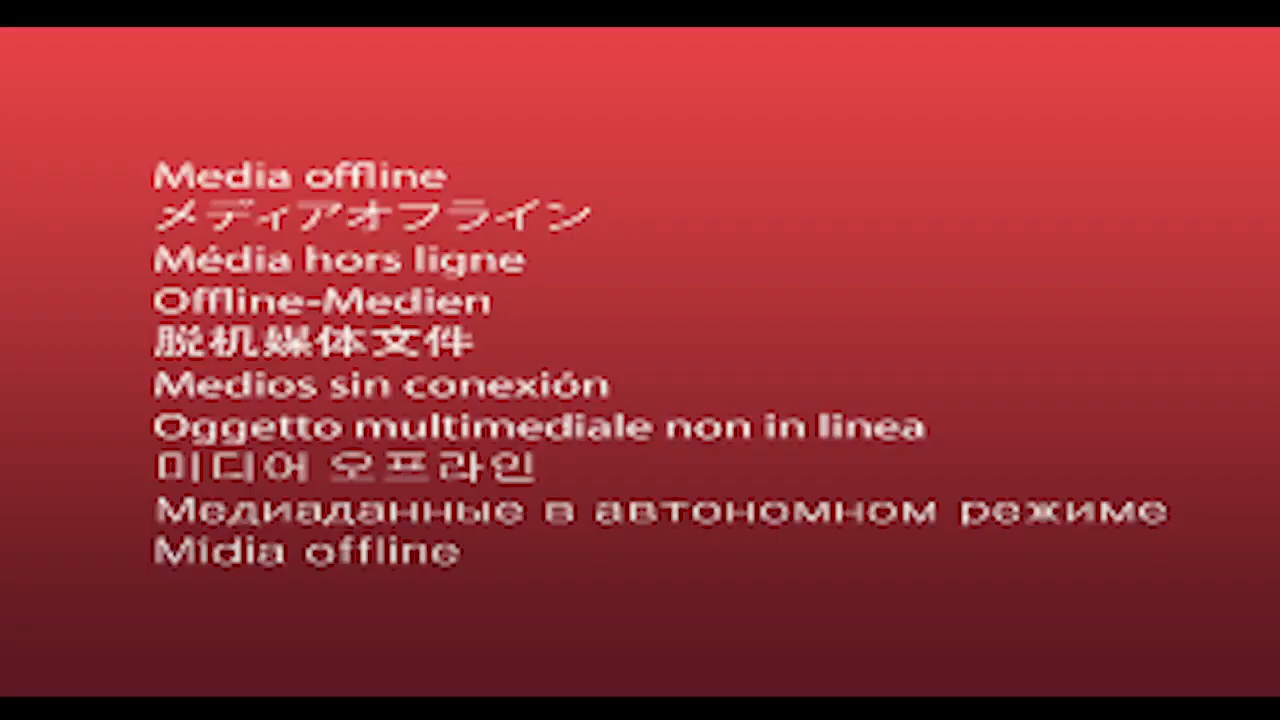 Media offline
メディアオフライン
Média hors ligne
Offline-Medien
脱机媒体文件
Medios sin conexión
Oggetto multimediale non in linea
미디어 오프라인
Медиаданные в автономном режиме
Mídia offline